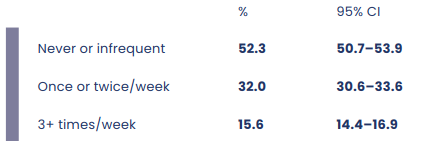 % 95% CI
Never or infrequent 52.3 50.7–53.9
Once or twice/week 32.0 30.6–33.6
3+ times/week 15.6 14.4–16.9